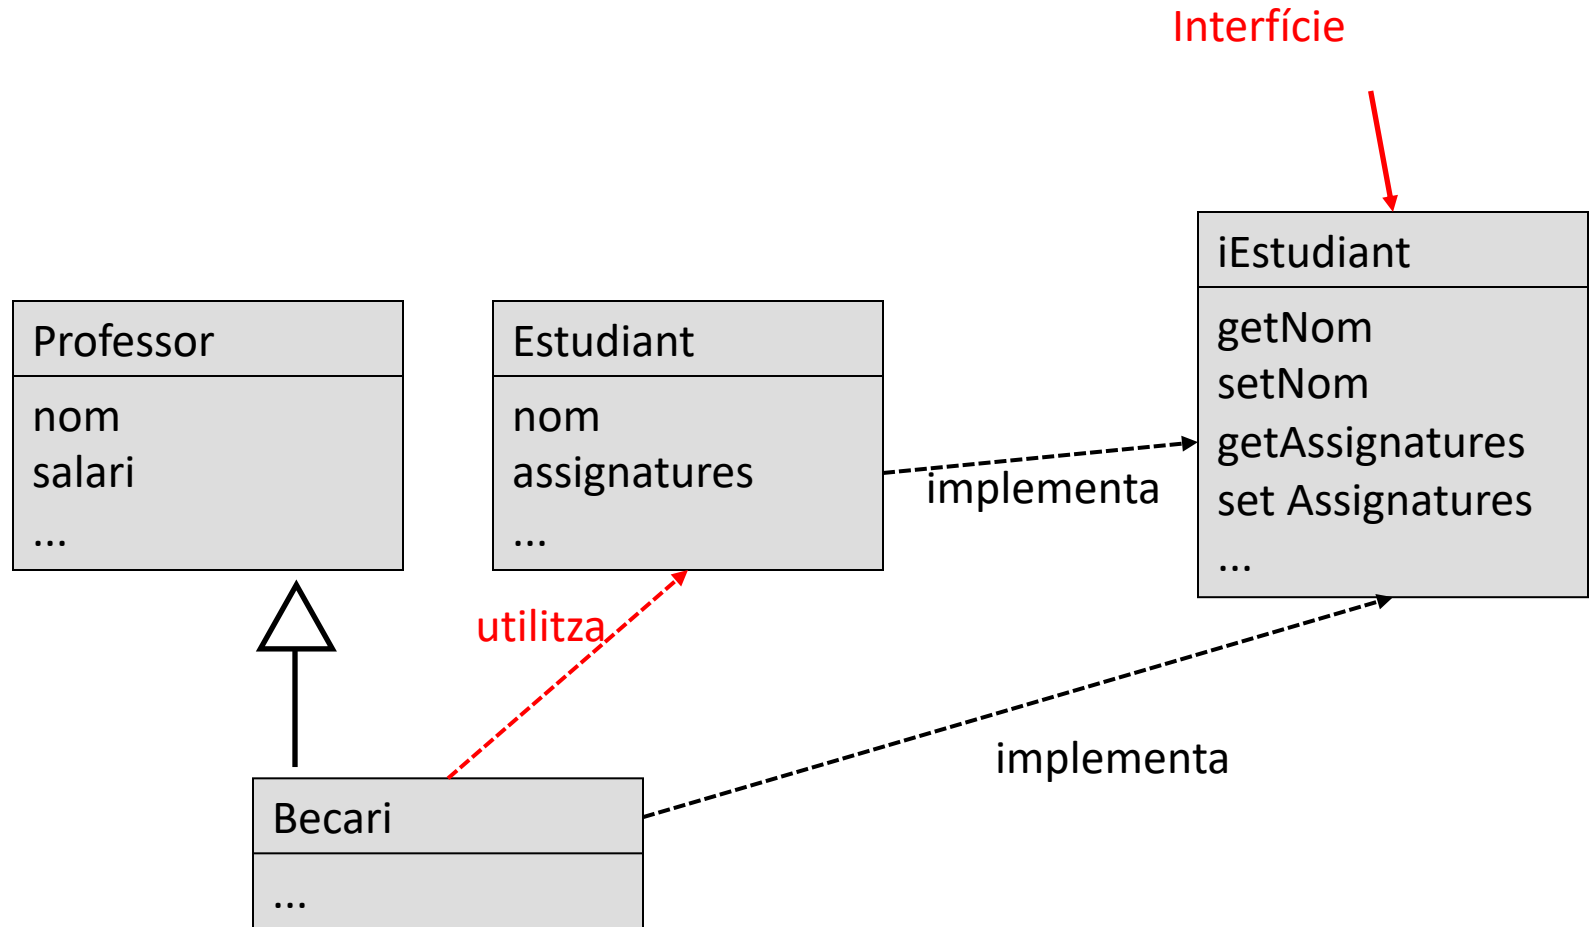 Interfície
iEstudiant
getNom
setNom
getAssignatures
set Assignatures
...
Professor
nom
salari
...
Estudiant
nom
assignatures
...
implementa
utilitza
implementa
Becari
...